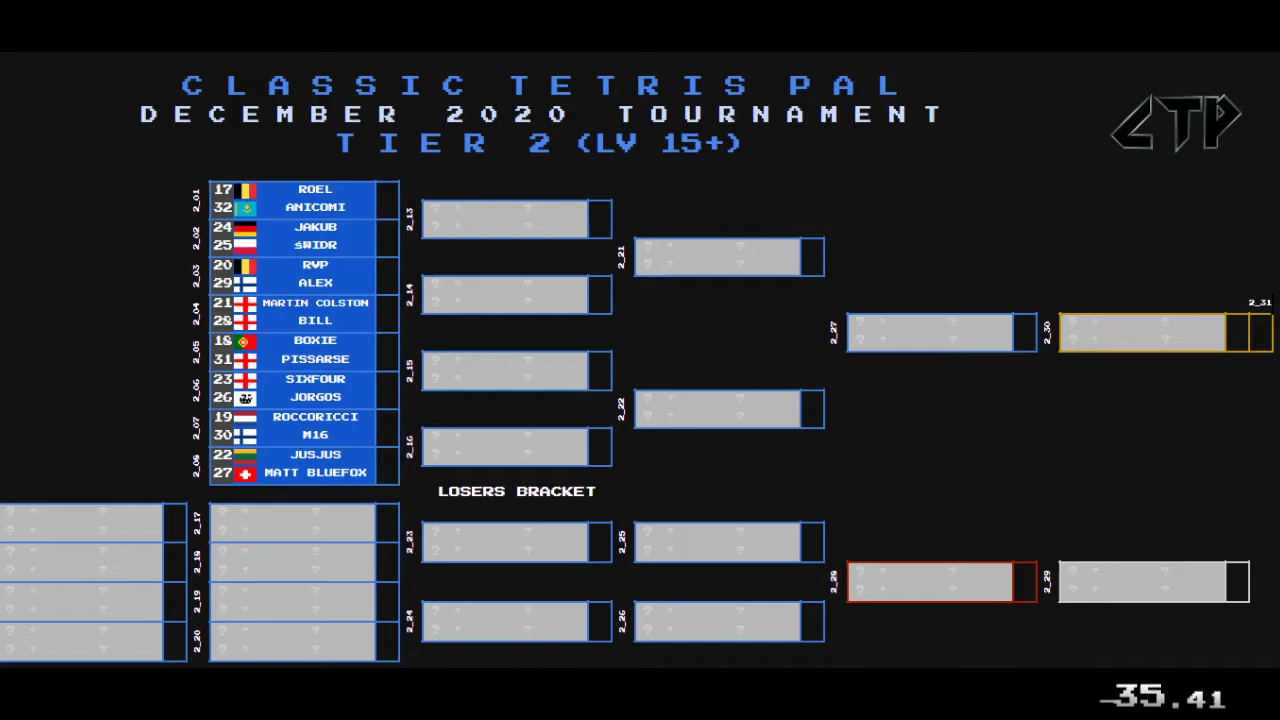 CLASSIC TETRIS PAL
DECEMBER 2020 TOURNAMENT
TIER 2 (LV 15+)
CTP
2_01
17 ROEL
32 ANICOMI
2_02
24 JAKUB
25 śWIDR
2_03
20 RVP
29 ALEX
2_04
21 MARTIN COLSTON
28 BILL
2_05
18 BOXIE
31 PISSARSE
2_06
23 SIXFOUR
26 JORGOS
2_07
19 ROCCORICCI
30 M16
2_08
22 JUSJUS
27 MATT BLUEFOX
2_13
2_14
2_15
2_16
2_21
2_22
2_27
2_30
2_31
LOSERS BRACKET
2_17
2_18
2_19
2_20
2_23
2_24
2_25
2_26
2_28
2_29
-35.41